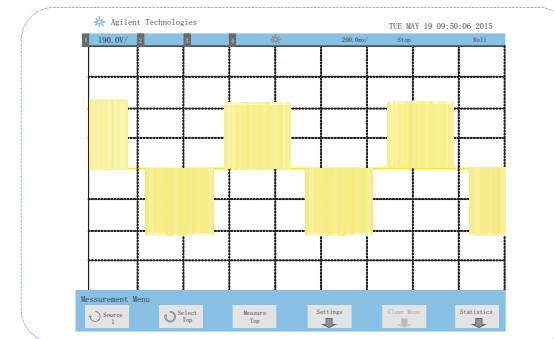 Agilent Technologies
TUE MAY 19 09:50:06 2015
1 190.0V/ 2 3 4 200.0ms/ Stop Roll
Messurement Menu
Source
1
Select
Top
Measure
Top
Settings
Clear Meas
Statistics